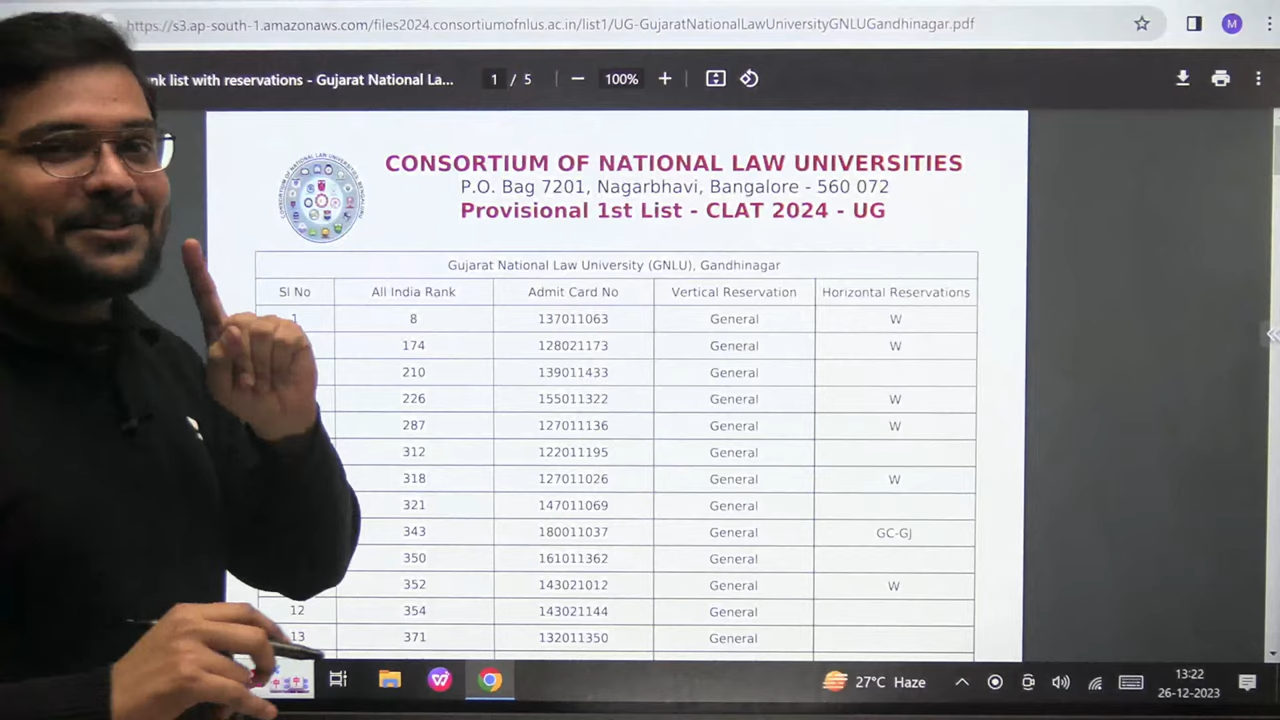 https://s3.ap-south-1.amazonaws.com/files2024.consortiumofnlus.ac.in/list1/UG-GujaratNationalLawUniversityGNLUGandhinagar.pdf
M
nk list with reservations - Gujarat National La...
1 / 5
100%
CONSORTIUM OF NATIONAL LAW UNIVERSITIES
P.O. Bag 7201, Nagarbhavi, Bangalore - 560 072
Provisional 1st List - CLAT 2024 - UG
Gujarat National Law University (GNLU), Gandhinagar
Sl No All India Rank Admit Card No Vertical Reservation Horizontal Reservations
1 8 137011063 General W
174 128021173 General W
210 139011433 General
226 155011322 General W
287 127011136 General W
312 122011195 General
318 127011026 General W
321 147011069 General
343 180011037 General GC-Gj
350 161011362 General
352 143021012 General W
12 354 143021144 General
13 371 132011350 General
27°C Haze
13:22
26-12-2023